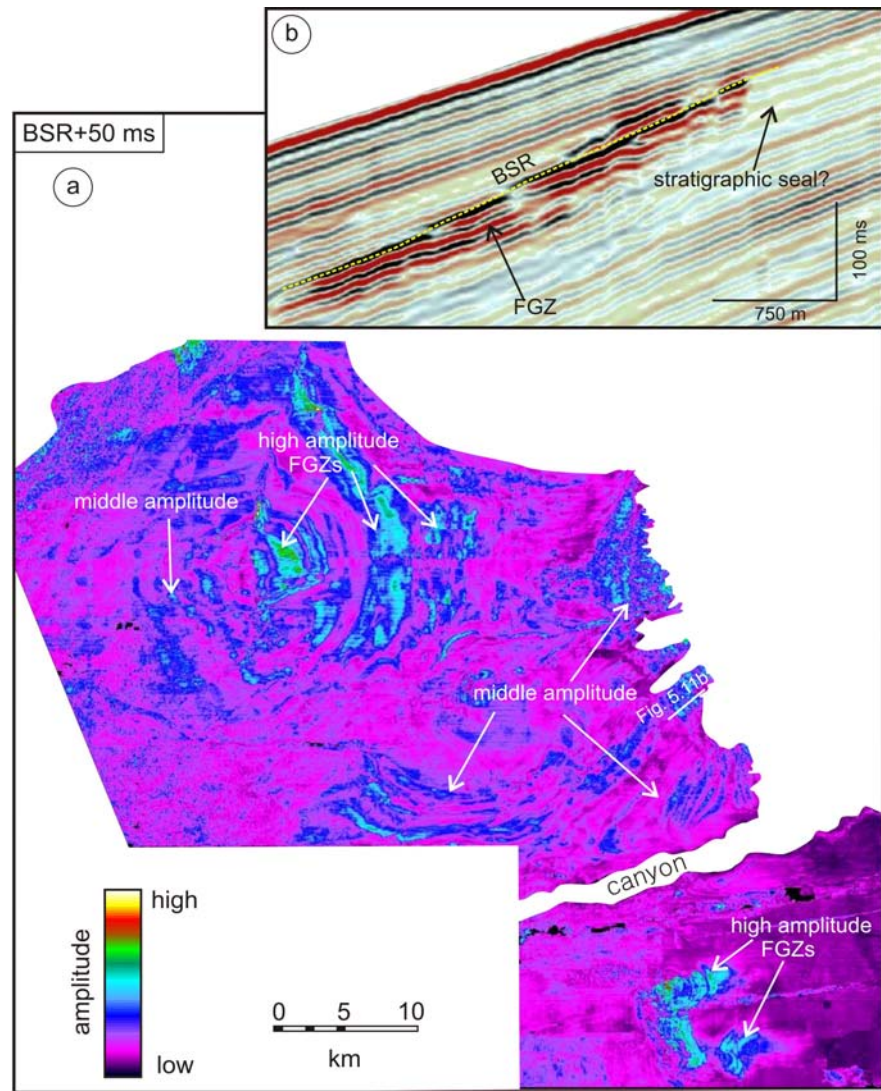 b
BSR
stratigraphic seal?
FGZ
100 ms
750 m
BSR+50 ms
a
high amplitude
FGZs
middle amplitude
middle amplitude
Fig. 5.11b
canyon
high amplitude
FGZs
high
amplitude
low
0 5 10
km